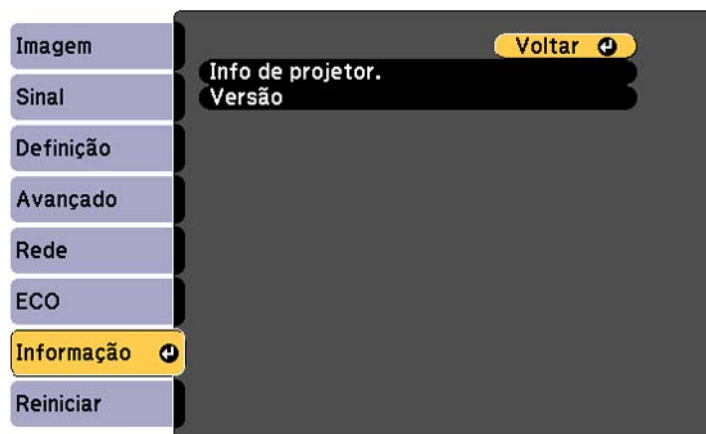 Imagem
Sinal
Definição
Avançado
Rede
ECO
Informação
Reiniciar
Voltar
Info de projetor.
Versão